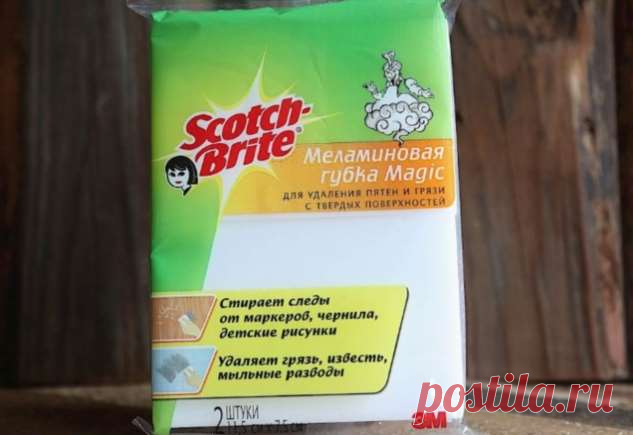 Scotch-
Brite
Меламиновая
губка Magic
ДЛЯ УДАЛЕНИЯ ПЯТЕН И ГРЯЗИ
С ТВЕРДЫХ ПОВЕРХНОСТЕЙ
Стирает следы
от маркеров, чернила,
детские рисунки
Удаляет грязь, известь,
мыльные разводы
2 ШТУКИ
3M
postila.ru